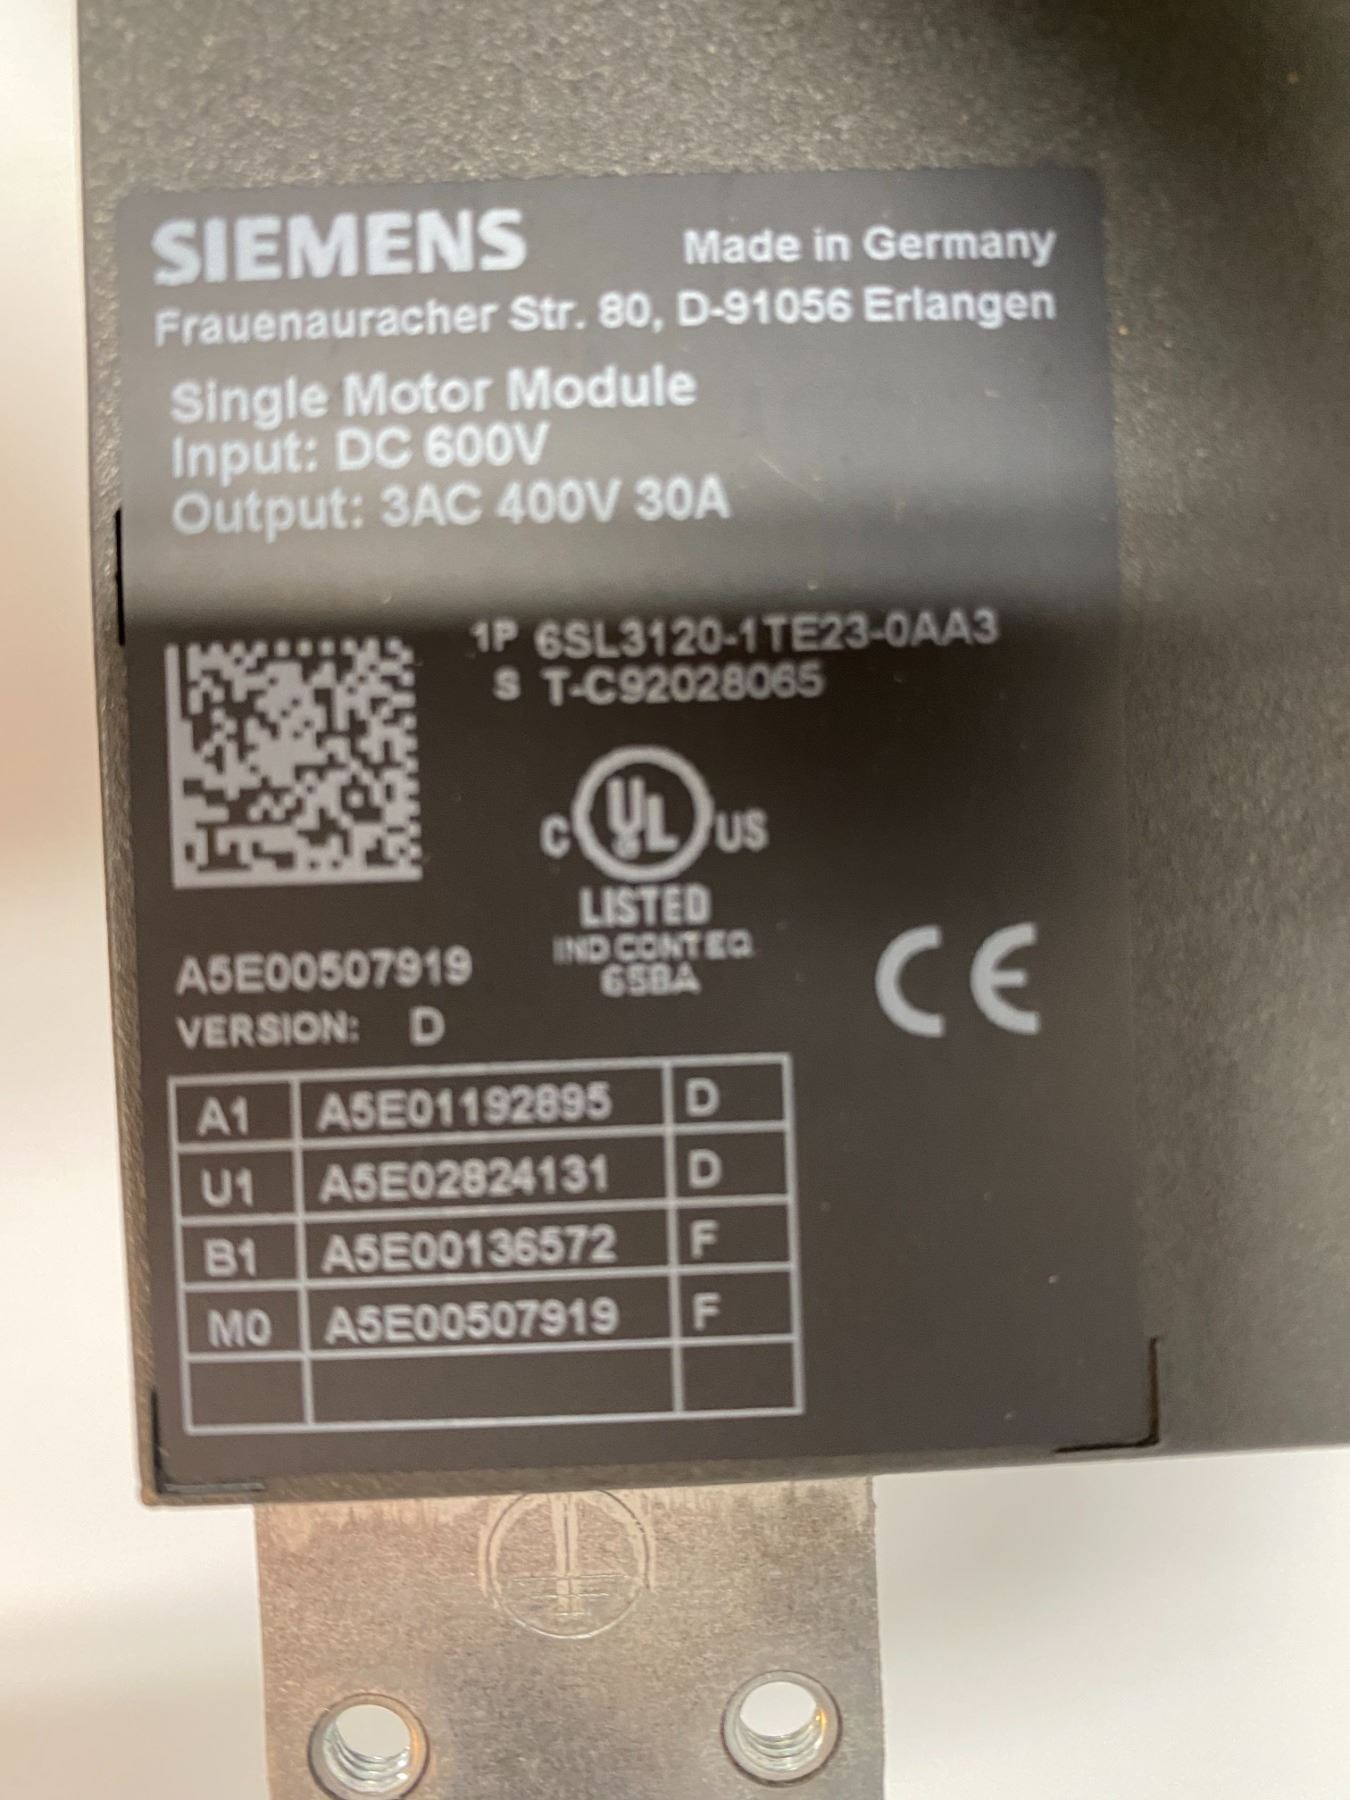 SIEMENS Made in Germany
Frauenauracher Str. 80, D-91056 Erlangen
Single Motor Module
Input: DC 600V
Output: 3AC 400V 30A
1P 6SL3120-1TE23-0AA3
S T-C92028065
C UL US
LISTED
IND CONT EQ
65BA
CE
A5E00507919
VERSION: D
A1 A5E01192895 D
U1 A5E02824131 D
B1 A5E00136572 F
M0 A5E00507919 F